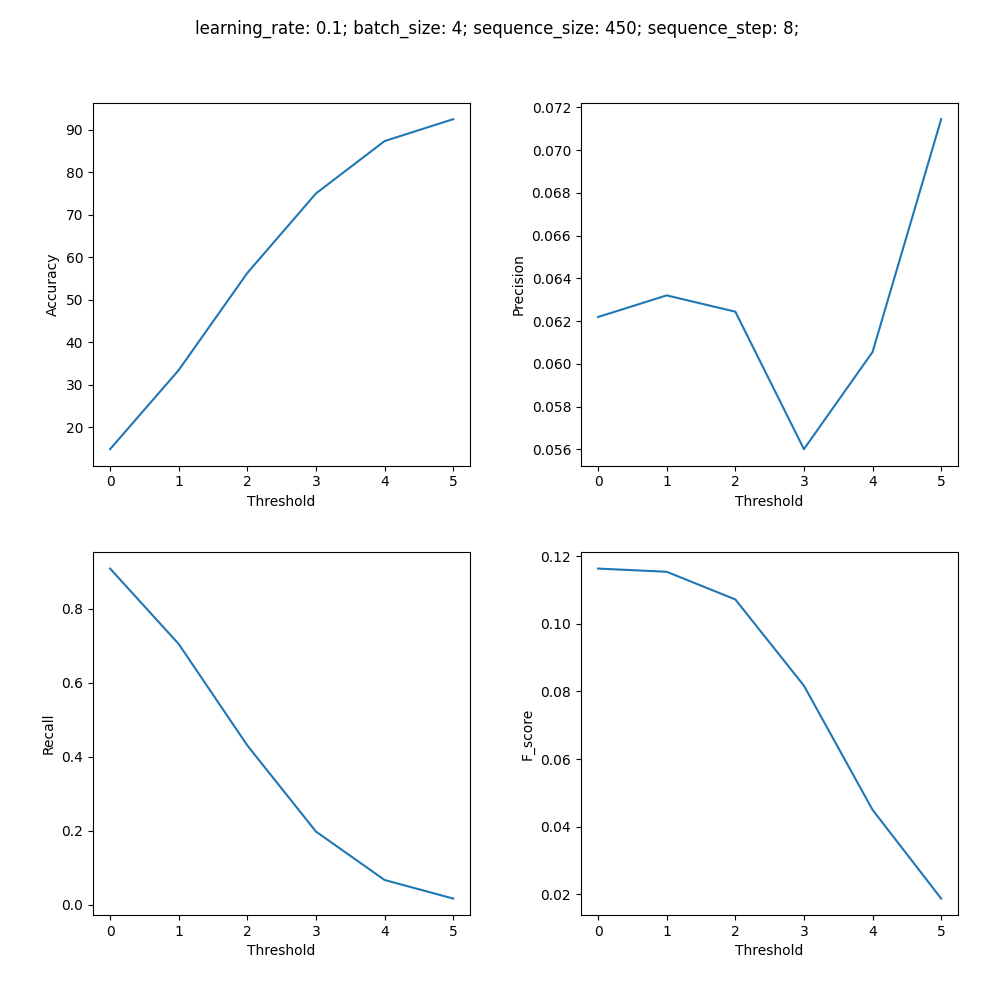 learning_rate: 0.1; batch_size: 4; sequence_size: 450; sequence_step: 8;
90
80
70
60
50
40
30
20
Accuracy
0 1 2 3 4 5
Threshold
0.072
0.070
0.068
0.066
0.064
0.062
0.060
0.058
0.056
Precision
0 1 2 3 4 5
Threshold
0.8
0.6
0.4
0.2
0.0
Recall
0 1 2 3 4 5
Threshold
0.12
0.10
0.08
0.06
0.04
0.02
F_score
0 1 2 3 4 5
Threshold